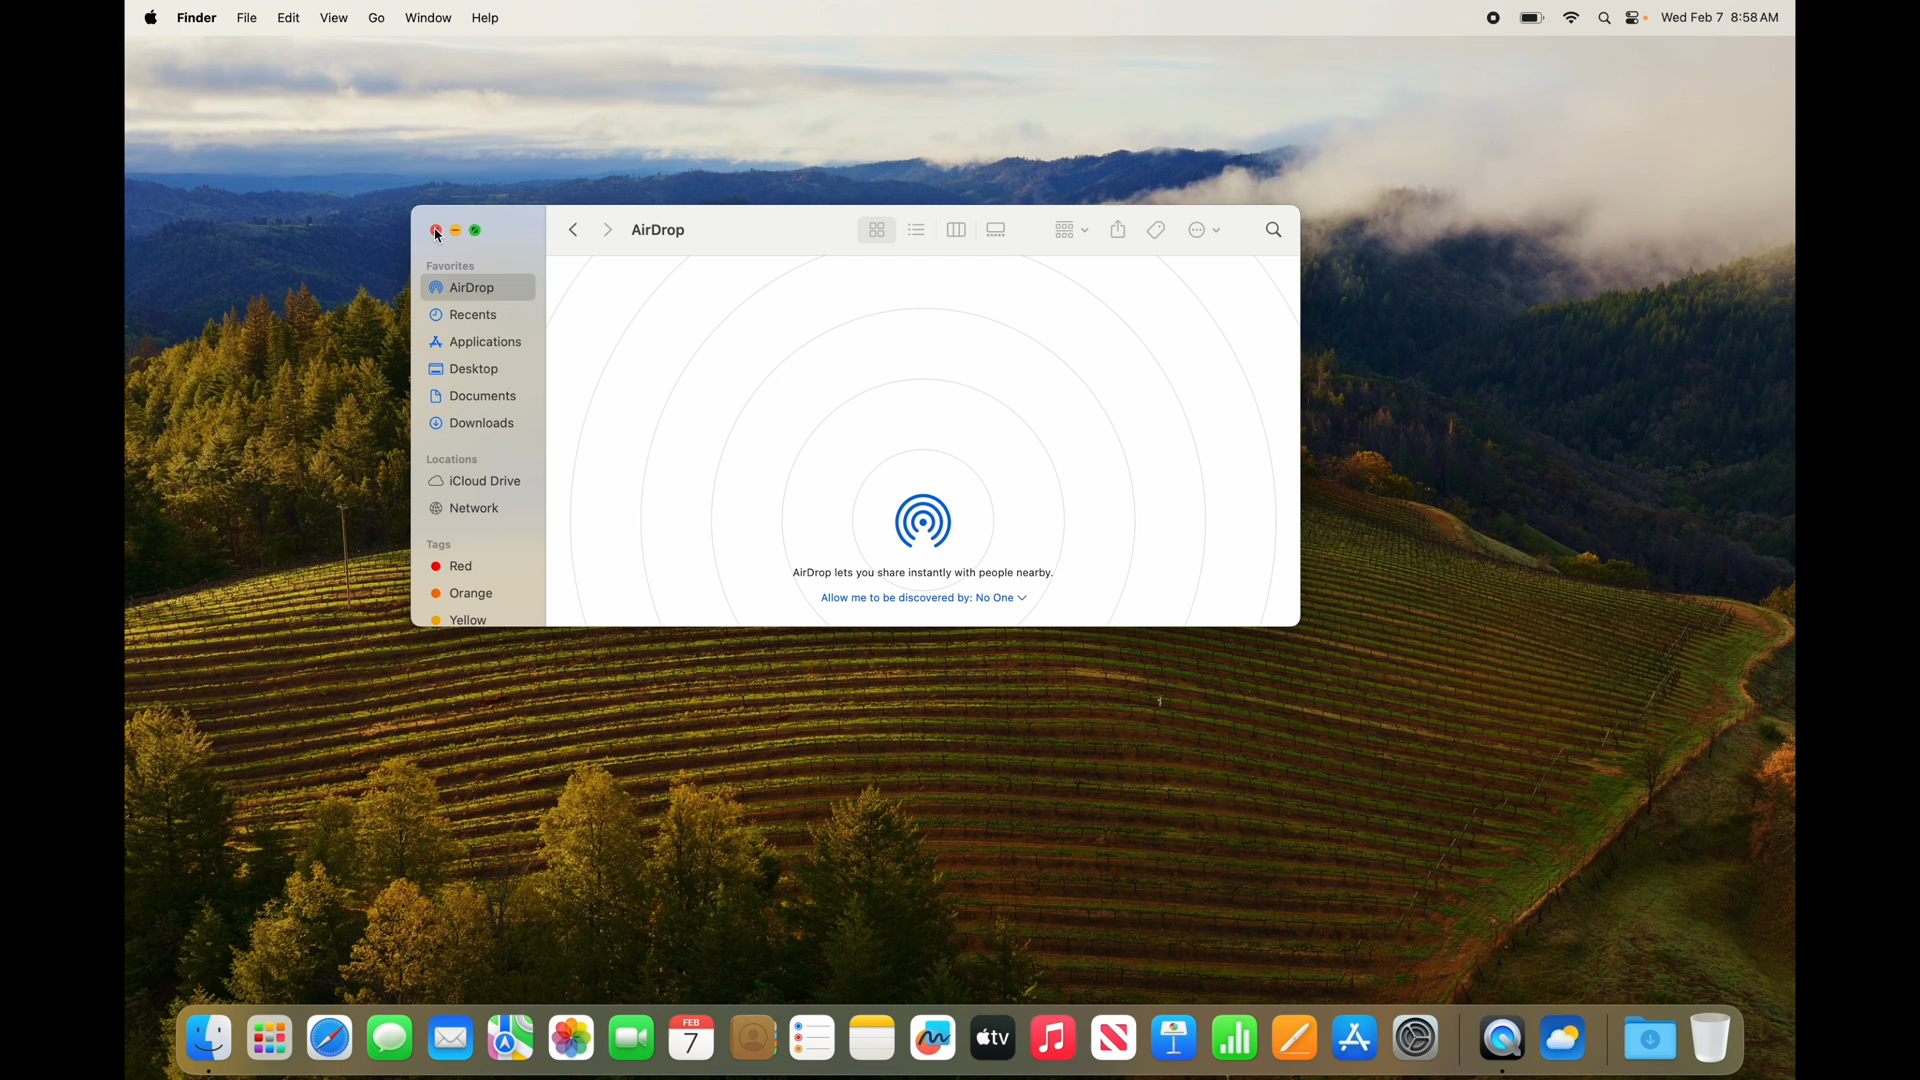 Finder File Edit View Go Window Help Wed Feb 7 8:58 AM
AirDrop
Favorites
AirDrop
Recents
Applications
Desktop
Documents
Downloads
Locations
iCloud Drive
Network
Tags
Red
Orange
Yellow
AirDrop lets you share instantly with people nearby.
Allow me to be discovered by: No One
FEB
7
tv